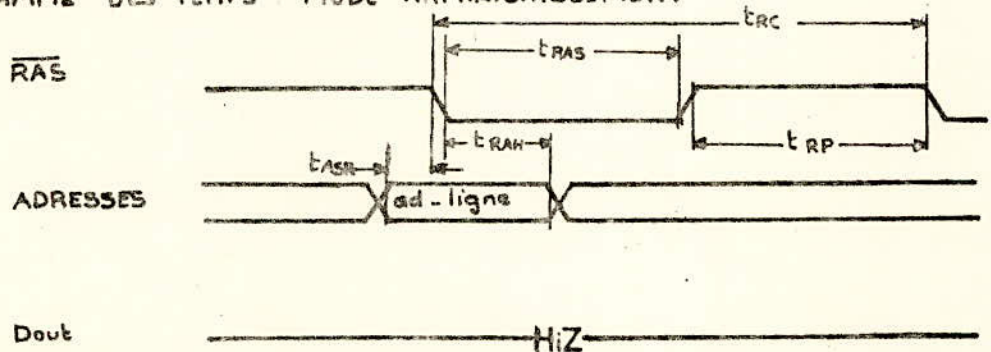 DES TEMPS : MODE RAFRAICHISSEMENT
tRC
tRAS
RAS
tRAH
tRP
tASR
ADRESSES
ad-ligne
Dout
HiZ